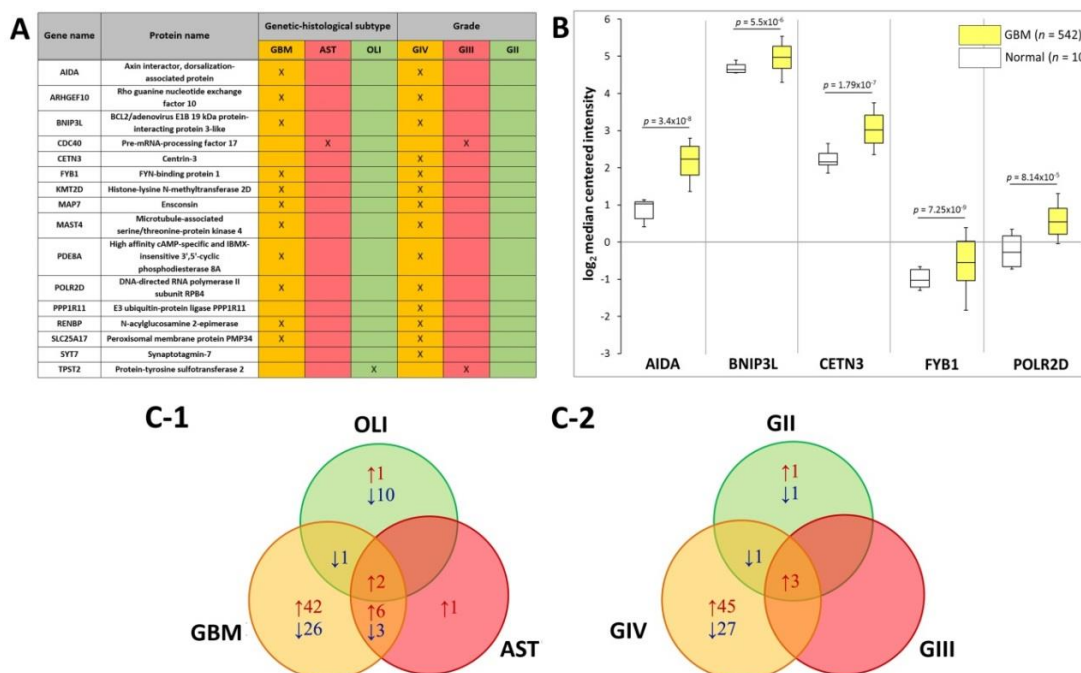 A
Gene name Protein name Genetic-histological subtype Grade
GBM AST OLI GIV GIII GII
AIDA Axin interactor, dorsalization-associated protein X X
ARHGEF10 Rho guanine nucleotide exchange factor 10 X X
BNIP3L BCL2/adenovirus E1B 19 kDa protein-interacting protein 3-like X X
CDC40 Pre-mRNA-processing factor 17 X X
CETN3 Centrin-3 X
FYB1 FYN-binding protein 1 X X
KMT2D Histone-lysine N-methyltransferase 2D X X
MAP7 Ensconsin X X
MAST4 Microtubule-associated serine/threonine-protein kinase 4 X X
PDE8A High affinity cAMP-specific and IBMX-insensitive 3',5'-cyclic phosphodiesterase 8A X X
POLR2D DNA-directed RNA polymerase II subunit RPB4 X X
PPP1R11 E3 ubiquitin-protein ligase PPP1R11 X
RENBP N-acylglucosamine 2-epimerase X X
SLC25A17 Peroxisomal membrane protein PMP34 X X
SYT7 Synaptotagmin-7 X
TPST2 Protein-tyrosine sulfotransferase 2 X X
B
GBM (n = 542)
Normal (n = 10
log2 median centered intensity
6
5
4
3
2
1
0
-1
-2
-3
p = 3.4x10-8
p = 5.5x10-6
p = 1.79x10-7
p = 7.25x10-9
p = 8.14x10-5
AIDA BNIP3L CETN3 FYB1 POLR2D
C-1
OLI
↑1
↓10
↓1
↑2
↑42
↓26
↑6
↓3
↑1
GBM
AST
C-2
GII
↑1
↓1
↓1
↑3
↑45
↓27
GIV
GIII